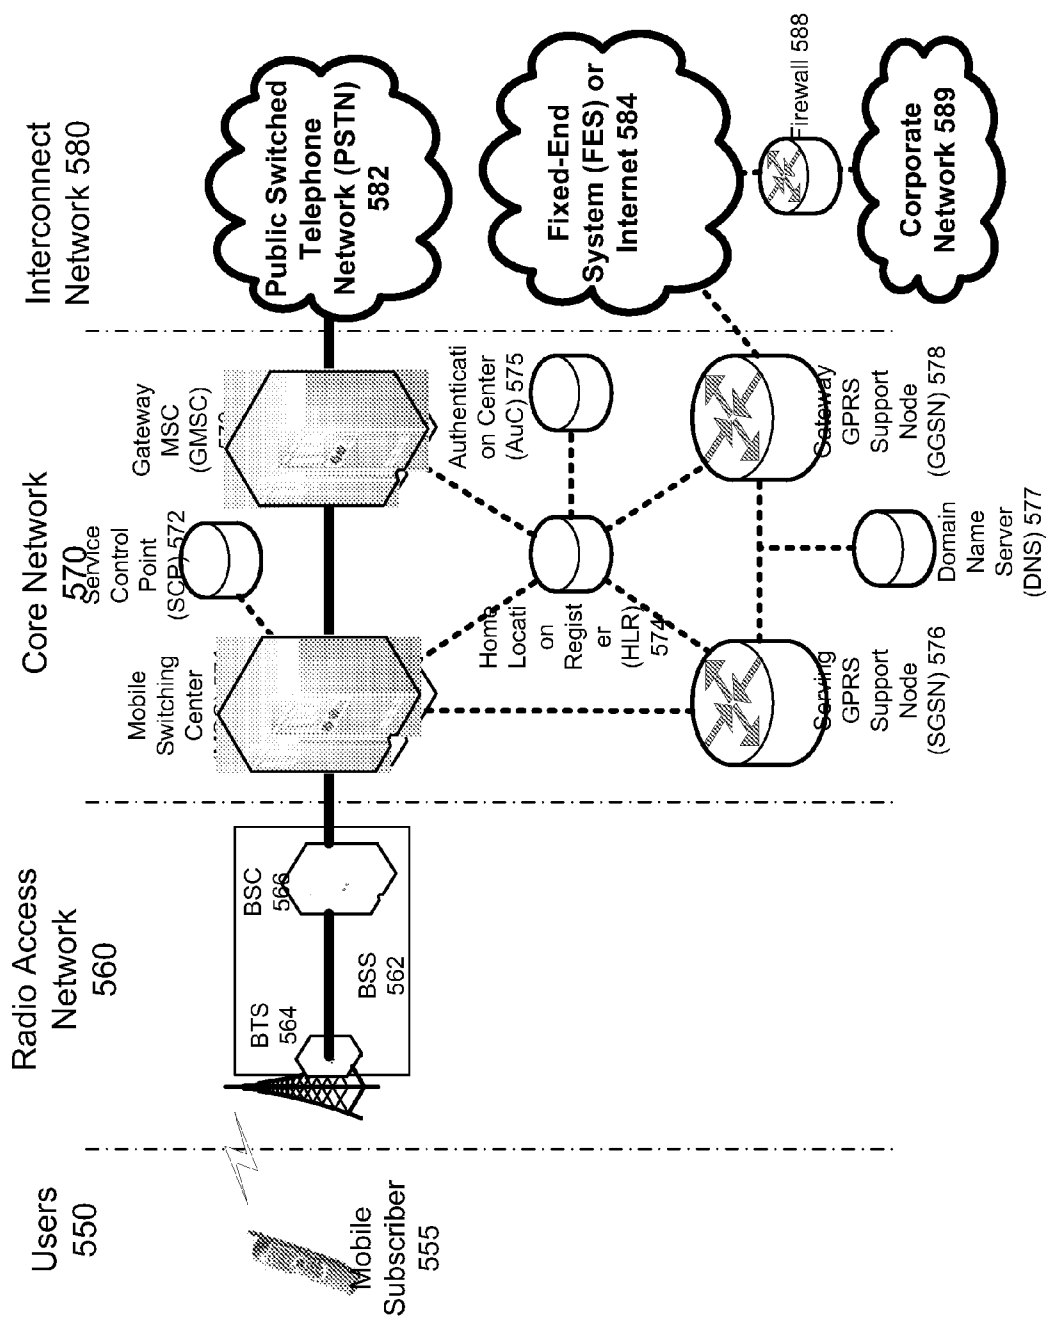 Users
550
Radio Access
Network
560
Core Network
570
Interconnect
Network 580
Mobile
Subscriber
555
BTS
564
BSS
562
BSC
566
Mobile
Switching
Center
Service
Control
Point
(SCP) 572
Gateway
MSC
(GMSC)
Public Switched
Telephone
Network (PSTN)
582
Authenticati
on Center
(AuC) 575
Home
Locati
on
Regist
er
(HLR)
574
Serving
GPRS
Support
Node
(SGSN) 576
Domain
Name
Server
(DNS) 577
Gateway
GPRS
Support
Node
(GGSN) 578
Fixed-End
System (FES) or
Internet 584
Firewall 588
Corporate
Network 589